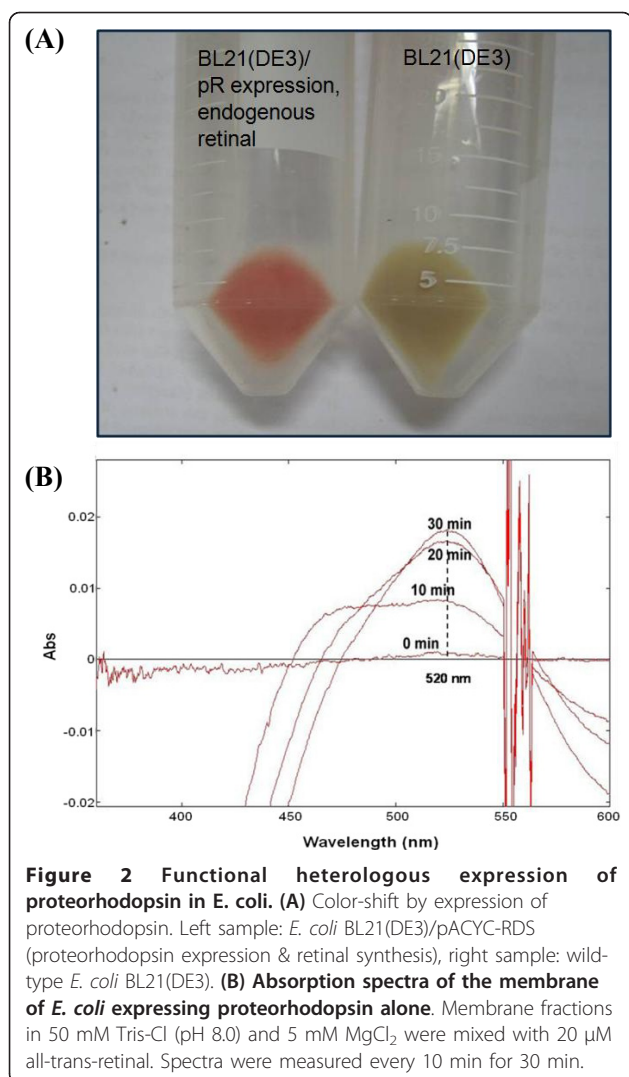 (A)
BL21(DE3)/
pR expression,
endogenous
retinal
BL21(DE3)
15
10
7.5
5
(B)
0.02
0.01
0
-0.01
-0.02
Abs
30 min
20 min
10 min
0 min
520 nm
400
450
500
550
600
Wavelength (nm)
Figure 2 Functional heterologous expression of
proteorhodopsin in E. coli. (A) Color-shift by expression of
proteorhodopsin. Left sample: E. coli BL21(DE3)/pACYC-RDS
(proteorhodopsin expression & retinal synthesis), right sample: wild-
type E. coli BL21(DE3). (B) Absorption spectra of the membrane
of E. coli expressing proteorhodopsin alone. Membrane fractions
in 50 mM Tris-Cl (pH 8.0) and 5 mM MgCl₂ were mixed with 20 μM
all-trans-retinal. Spectra were measured every 10 min for 30 min.